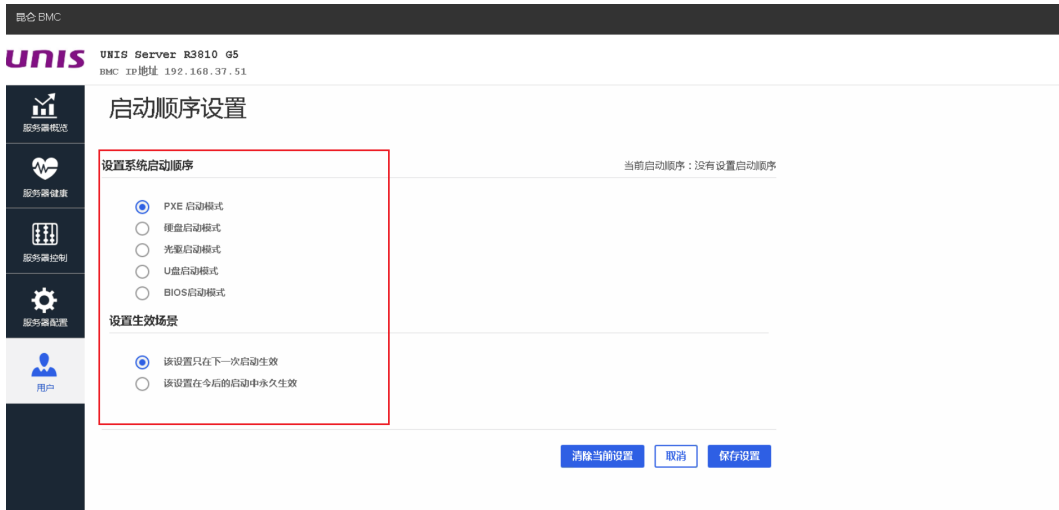 昆仑 BMC
UNIS
UNIS Server R3810 G5
BMC IP地址 192.168.37.51
服务器概览
服务器健康
服务器控制
服务器配置
用户
启动顺序设置
设置系统启动顺序
当前启动顺序：没有设置启动顺序
PXE 启动模式
硬盘启动模式
光驱启动模式
U盘启动模式
BIOS启动模式
设置生效场景
该设置只在下一次启动生效
该设置在今后的启动中永久生效
清除当前设置
取消
保存设置